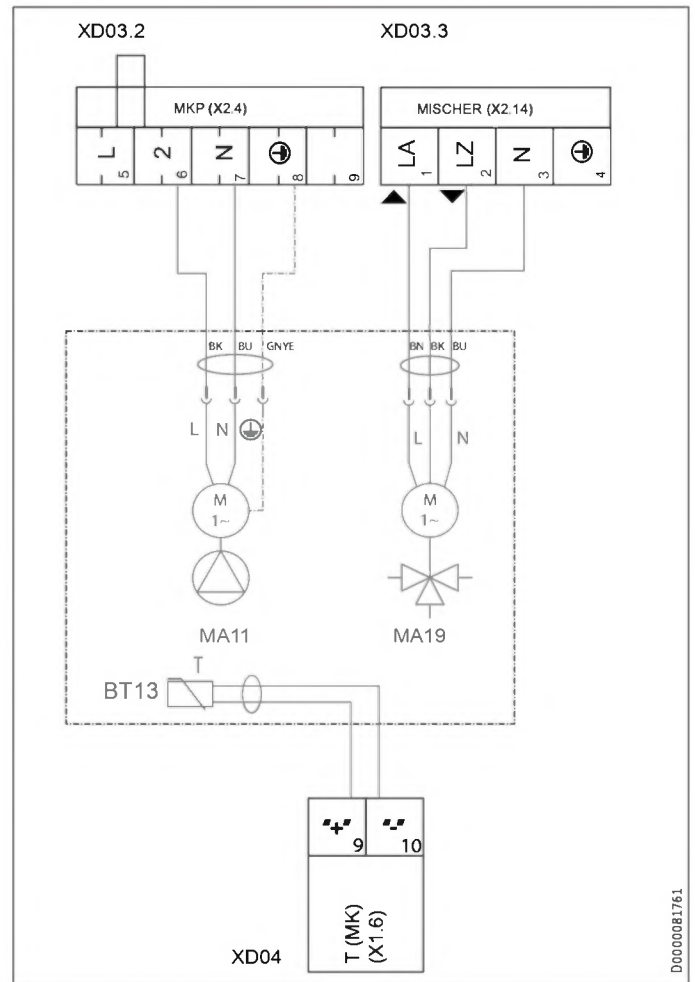 XD03.2 XD03.3
MKP (X2.4) MISCHER (X2.14)
L 5 2 6 N 7 8 9 LA 1 LZ 2 N 3 4
BK BU GNYE BN BK BU
L N L N
M 1~ M 1~
MA11 MA19
T
BT13
"+" 9 "-" 10
T (MK)
(X1.6)
XD04
D0000081761